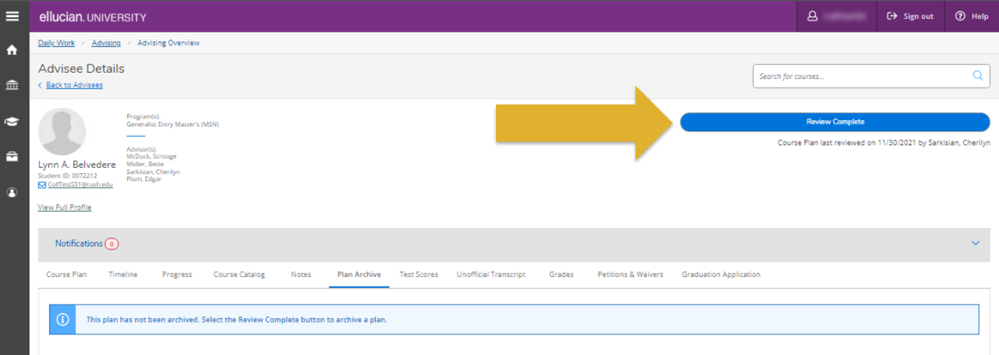 ellucian. UNIVERSITY
Sign out
Help
Daily Work · Advising · Advising Overview
Advisee Details
Back to Advisees
Search for courses...
Program(s):
Generalist Entry Master's (MSN)
Advisor(s):
McDuck, Scrooge
Midler, Bette
Sarkisian, Cherilyn
Plum, Edgar
Lynn A. Belvedere
Student ID: 0072212
CollTestSS1@rush.edu
View Full Profile
Review Complete
Course Plan last reviewed on 11/30/2021 by Sarkisian, Cherilyn
Notifications 0
Course Plan Timeline Progress Course Catalog Notes Plan Archive Test Scores Unofficial Transcript Grades Petitions & Waivers Graduation Application
This plan has not been archived. Select the Review Complete button to archive a plan.